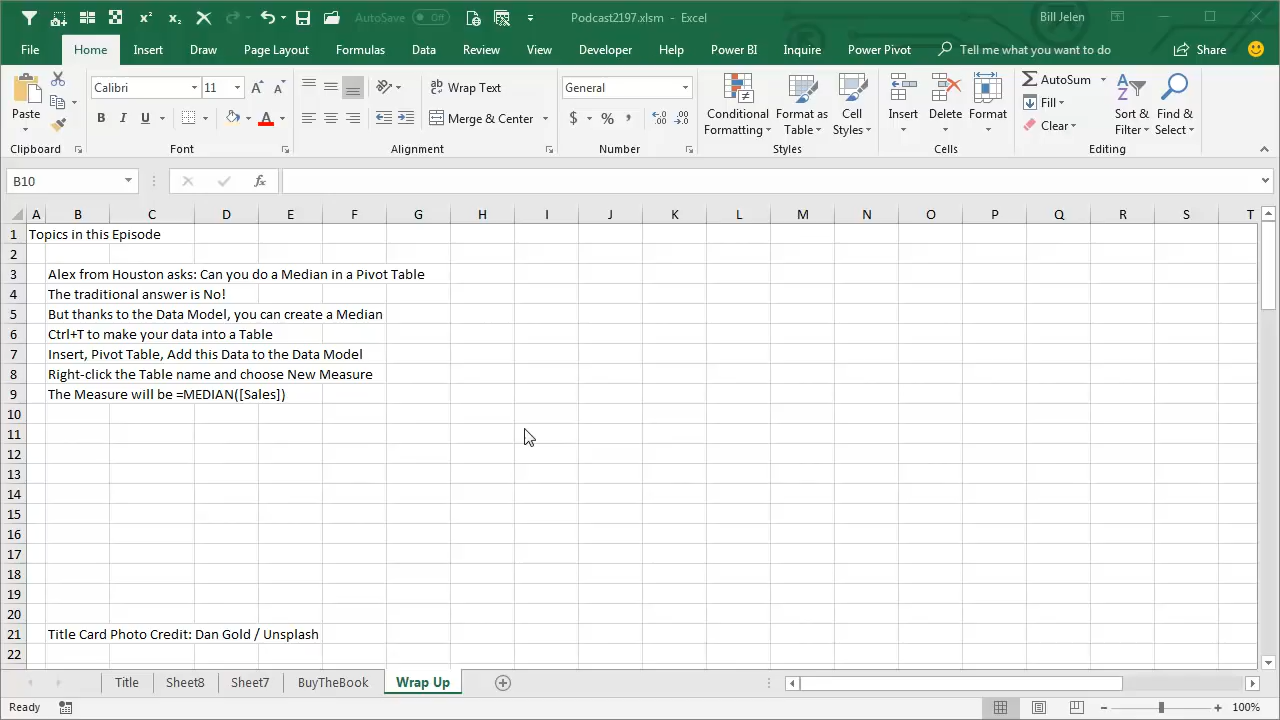 AutoSave Off Podcast2197.xlsm - Excel Bill Jelen
File Home Insert Draw Page Layout Formulas Data Review View Developer Help Power BI Inquire Power Pivot Tell me what you want to do Share
Calibri 11 Wrap Text General AutoSum
Paste Conditional Formatting Format as Table Cell Styles Insert Delete Format Fill Sort & Filter Find & Select
B I U Merge & Center $ % , Clear
Clipboard Font Alignment Number Styles Cells Editing
B10 fx
A B C D E F G H I J K L M N O P Q R S T
1 Topics in this Episode
2
3 Alex from Houston asks: Can you do a Median in a Pivot Table
4 The traditional answer is No!
5 But thanks to the Data Model, you can create a Median
6 Ctrl+T to make your data into a Table
7 Insert, Pivot Table, Add this Data to the Data Model
8 Right-click the Table name and choose New Measure
9 The Measure will be =MEDIAN([Sales])
10
11
12
13
14
15
16
17
18
19
20
21 Title Card Photo Credit: Dan Gold / Unsplash
22
Title Sheet8 Sheet7 BuyTheBook Wrap Up
Ready 100%